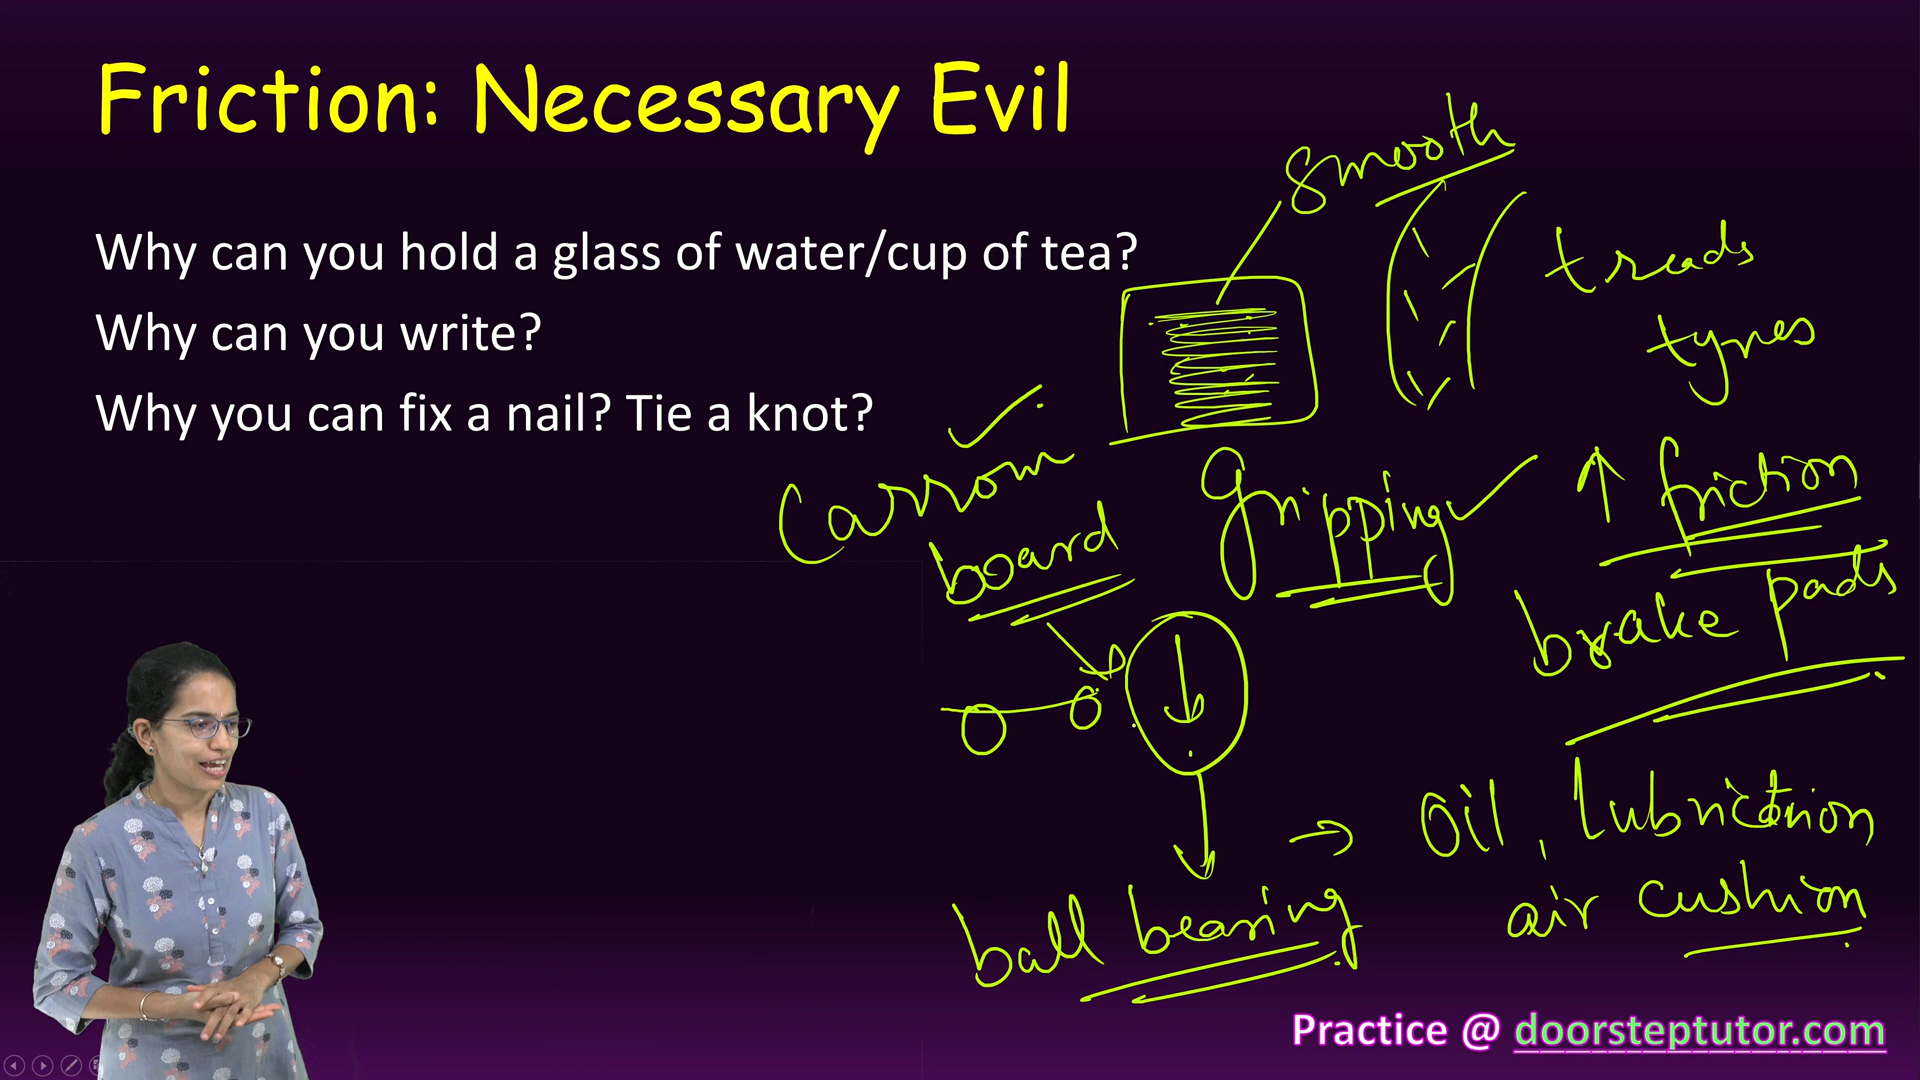 Friction: Necessary Evil
Why can you hold a glass of water/cup of tea?
Why can you write?
Why you can fix a nail? Tie a knot?
Smooth
treads
tyres
Carrom
board
Gripping
↑ friction
brake pads
ball bearing
→ Oil, lubrication
air cushion
Practice @ doorsteptutor.com